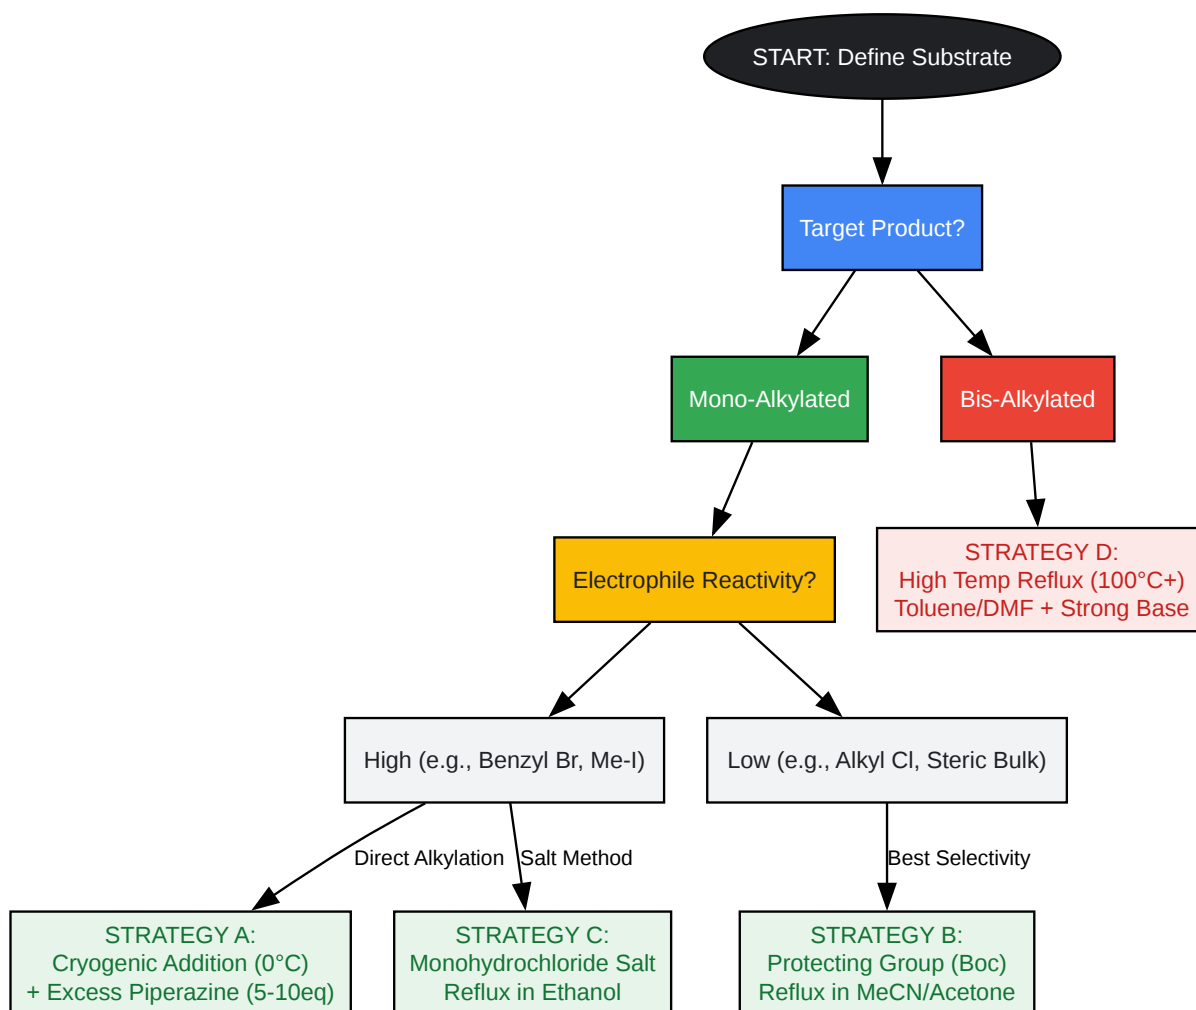 START: Define Substrate
Target Product?
Mono-Alkylated
Bis-Alkylated
Electrophile Reactivity?
STRATEGY D:
High Temp Reflux (100°C+)
Toluene/DMF + Strong Base
High (e.g., Benzyl Br, Me-I)
Low (e.g., Alkyl Cl, Steric Bulk)
Direct Alkylation
Salt Method
Best Selectivity
STRATEGY A:
Cryogenic Addition (0°C)
+ Excess Piperazine (5-10eq)
STRATEGY C:
Monohydrochloride Salt
Reflux in Ethanol
STRATEGY B:
Protecting Group (Boc)
Reflux in MeCN/Acetone